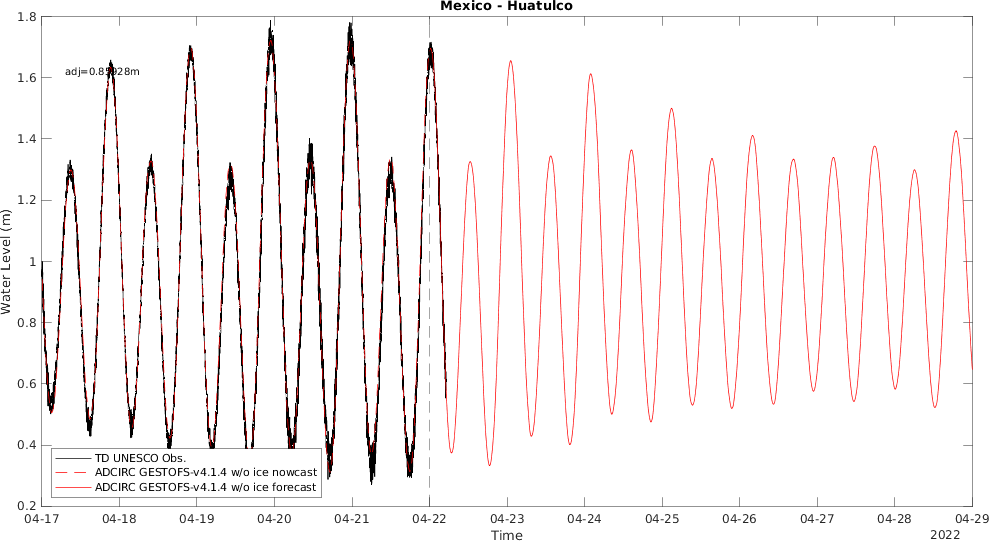 Mexico - Huatulco
1.8
1.6
1.4
1.2
1
0.8
0.6
0.4
0.2
Water Level (m)
adj=0.85928m
TD UNESCO Obs.
ADCIRC GESTOFS-v4.1.4 w/o ice nowcast
ADCIRC GESTOFS-v4.1.4 w/o ice forecast
04-17 04-18 04-19 04-20 04-21 04-22 04-23 04-24 04-25 04-26 04-27 04-28 04-29
Time
2022